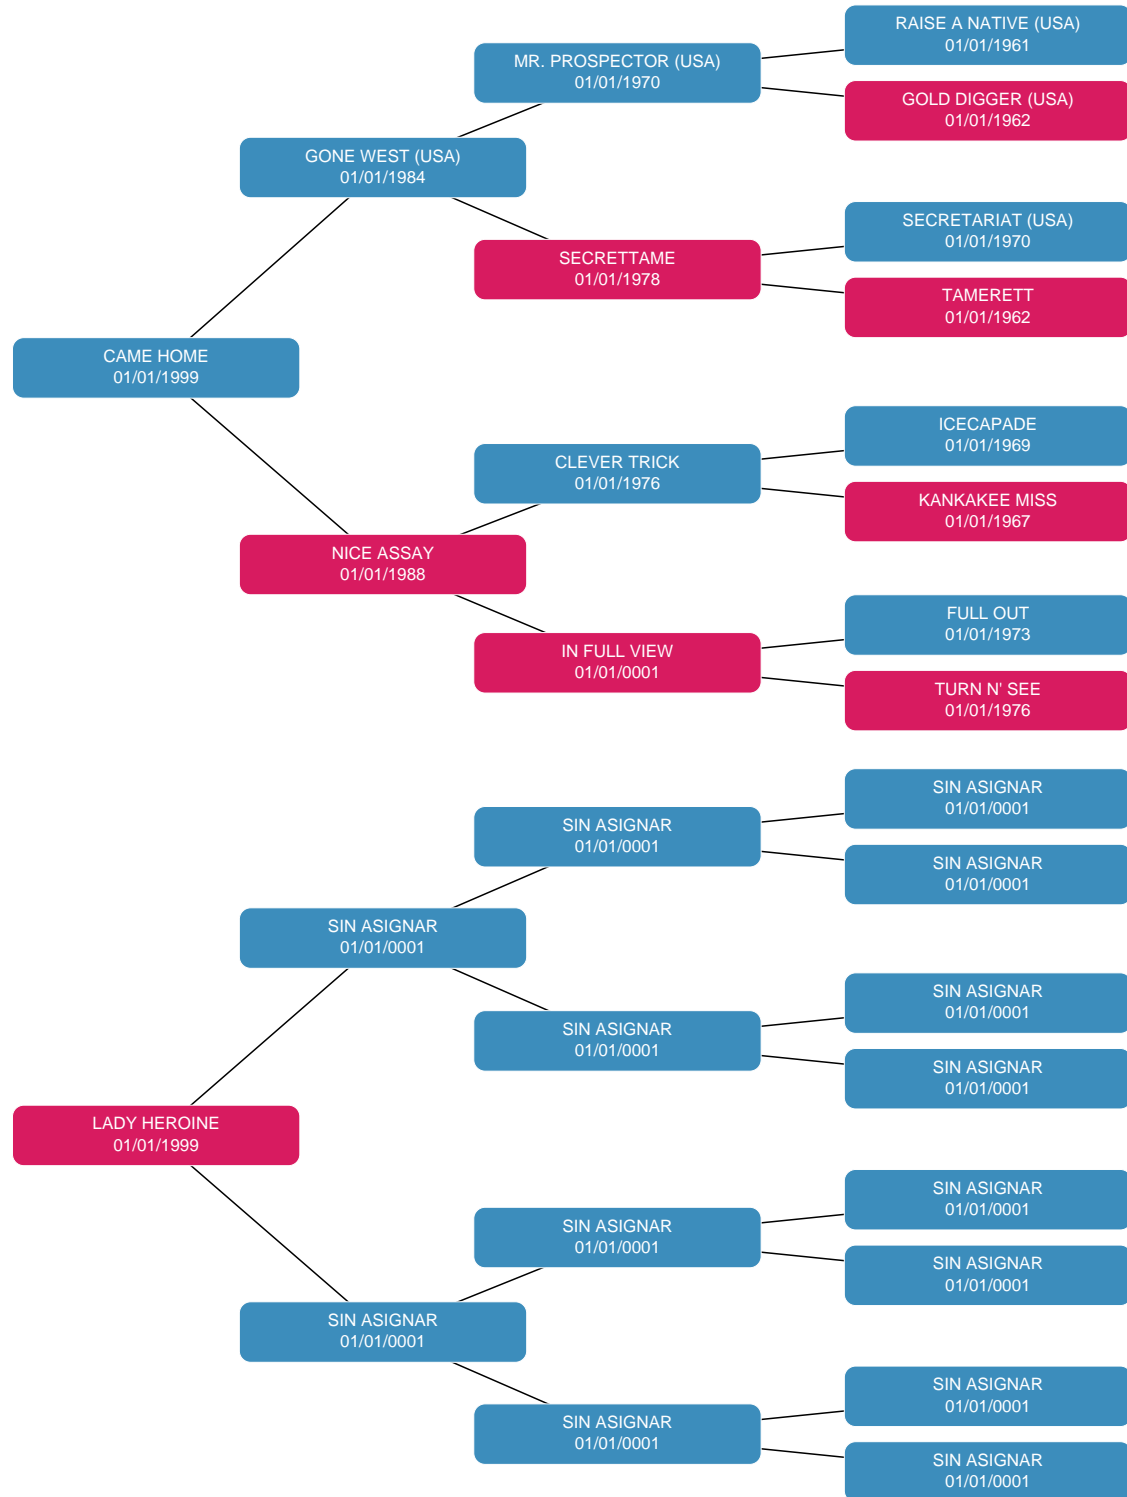 RAISE A NATIVE (USA)
01/01/1961
MR. PROSPECTOR (USA)
01/01/1970
GOLD DIGGER (USA)
01/01/1962
GONE WEST (USA)
01/01/1984
SECRETARIAT (USA)
01/01/1970
SECRETTAME
01/01/1978
TAMERETT
01/01/1962
CAME HOME
01/01/1999
ICECAPADE
01/01/1969
CLEVER TRICK
01/01/1976
KANKAKEE MISS
01/01/1967
NICE ASSAY
01/01/1988
FULL OUT
01/01/1973
IN FULL VIEW
01/01/0001
TURN N' SEE
01/01/1976
SIN ASIGNAR
01/01/0001
SIN ASIGNAR
01/01/0001
SIN ASIGNAR
01/01/0001
SIN ASIGNAR
01/01/0001
SIN ASIGNAR
01/01/0001
SIN ASIGNAR
01/01/0001
SIN ASIGNAR
01/01/0001
LADY HEROINE
01/01/1999
SIN ASIGNAR
01/01/0001
SIN ASIGNAR
01/01/0001
SIN ASIGNAR
01/01/0001
SIN ASIGNAR
01/01/0001
SIN ASIGNAR
01/01/0001
SIN ASIGNAR
01/01/0001
SIN ASIGNAR
01/01/0001